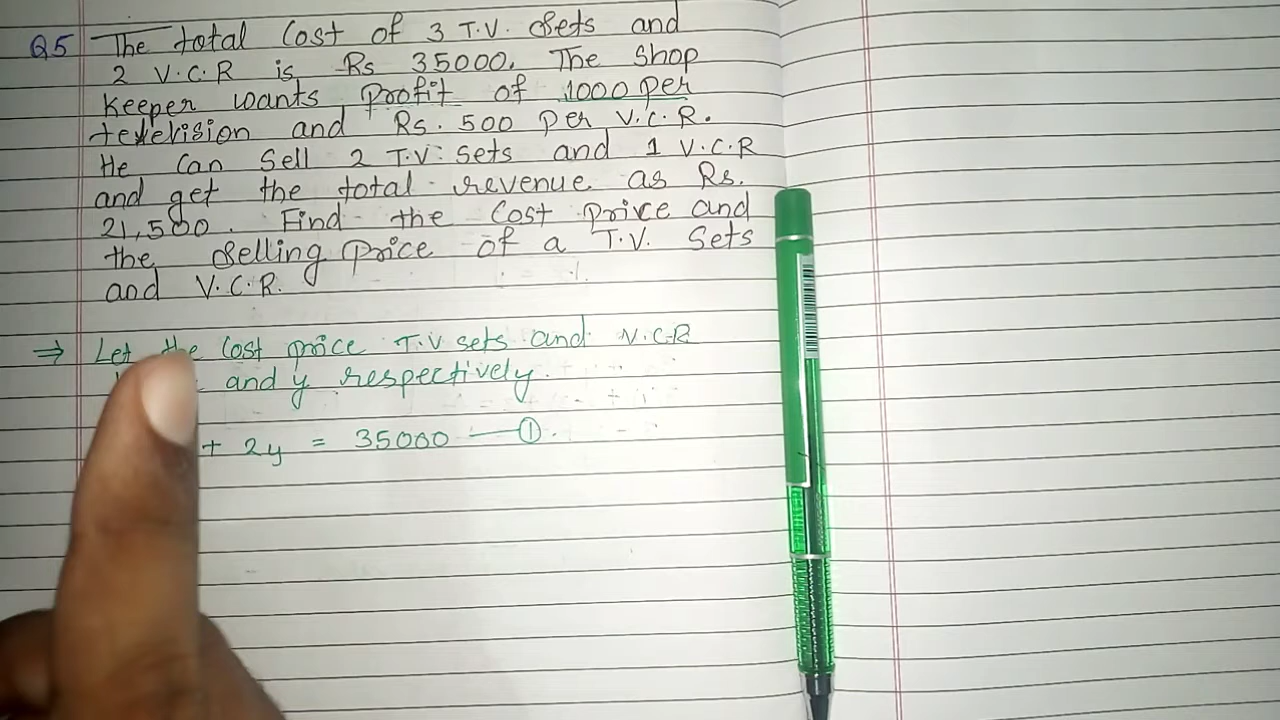 Q5 The total Cost of 3 T.V. Sets and
2 V.C.R is Rs 35000. The Shop
Keeper wants Profit of 1000 per
television and Rs. 500 Per V.C.R.
He Can Sell 2 T.V. Sets and 1 V.C.R
and get the total revenue as Rs.
21,500. Find the Cost price and
the Selling price of a T.V. Sets
and V.C.R.
⇒ Let the Cost price T.V sets and V.C.R
and y respectively.
+ 2y = 35000 — ①.